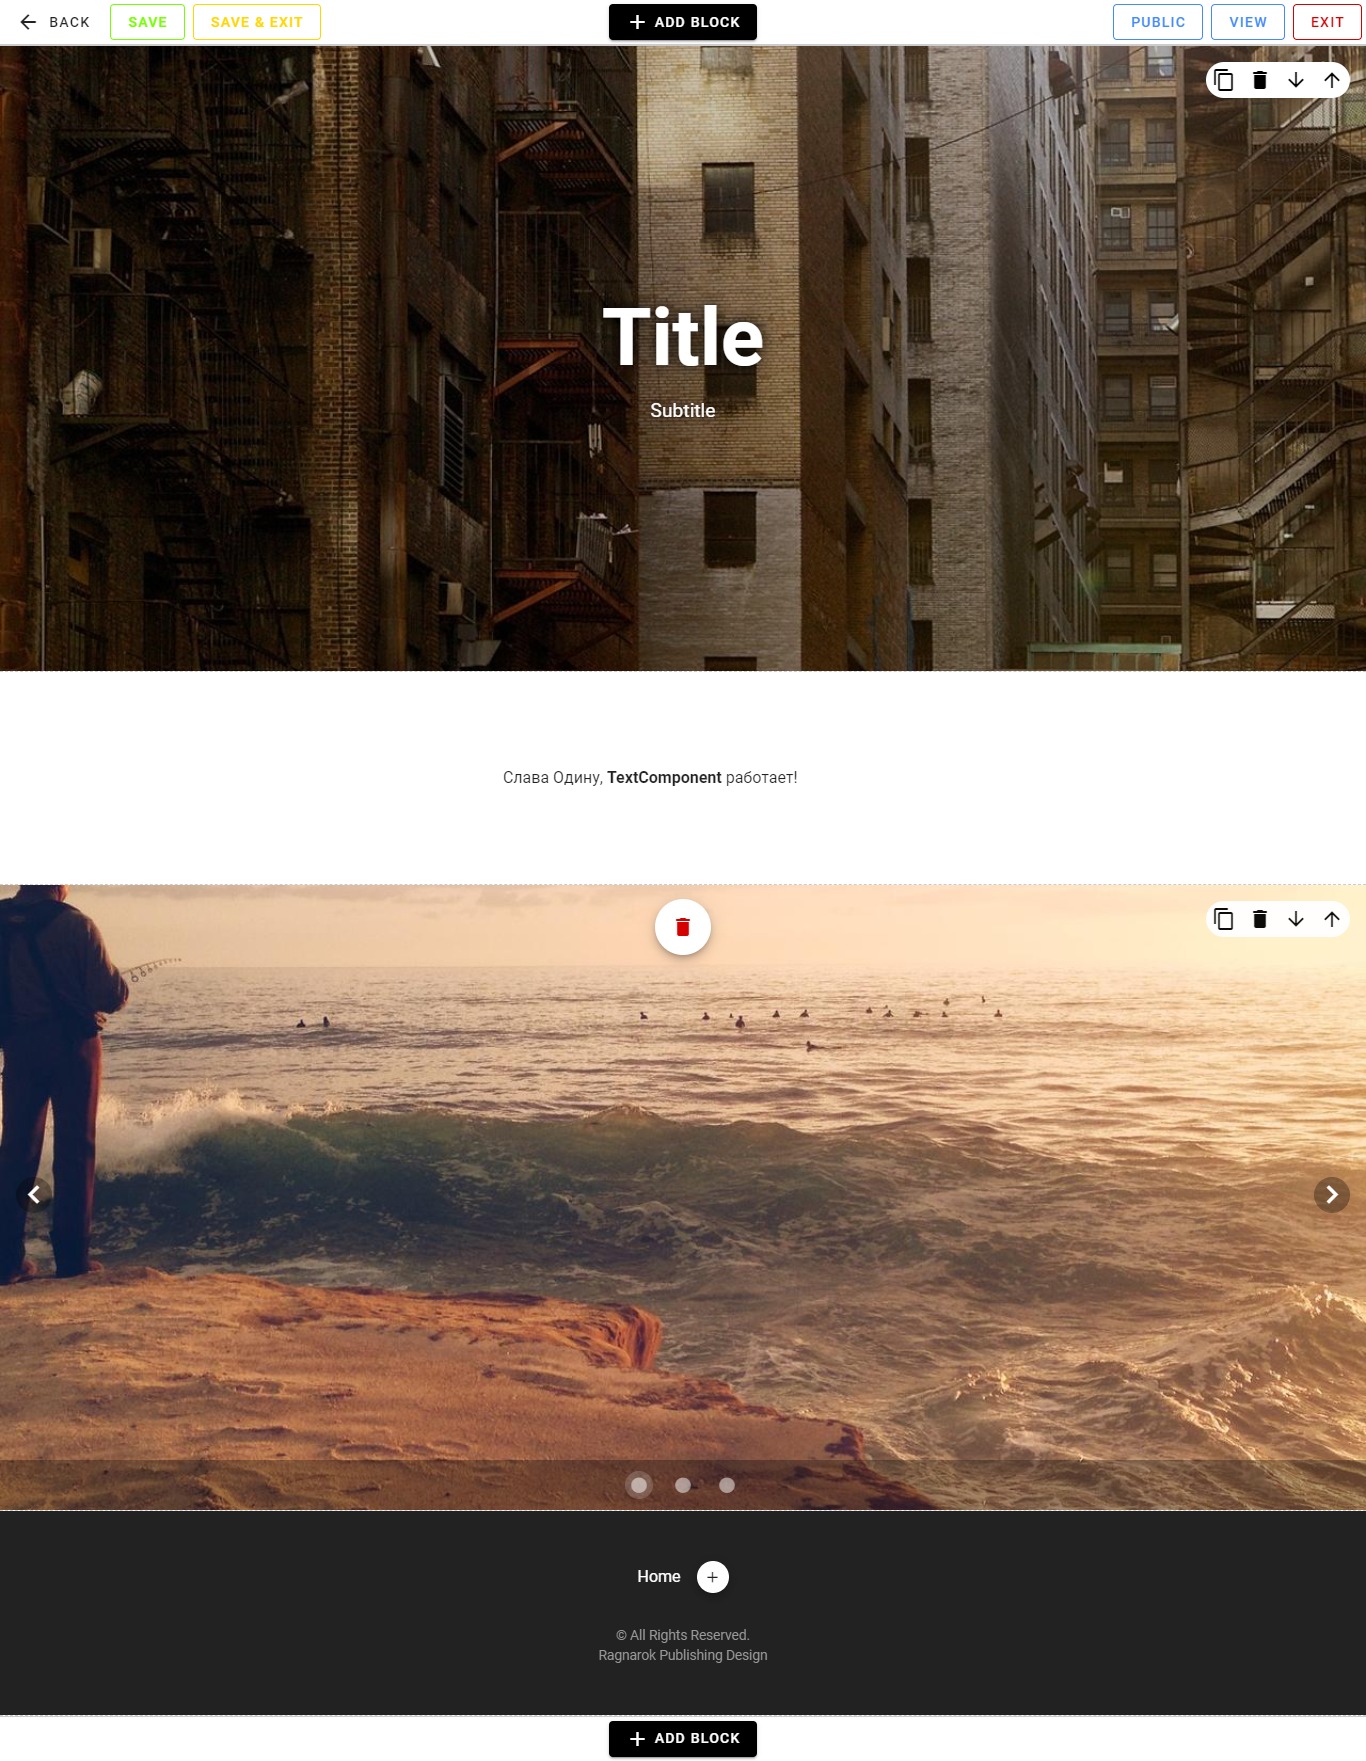 BACK
SAVE
SAVE & EXIT
ADD BLOCK
PUBLIC
VIEW
EXIT
Title
Subtitle
Слава Одину, TextComponent работает!
Home
© All Rights Reserved.
Ragnarok Publishing Design
ADD BLOCK